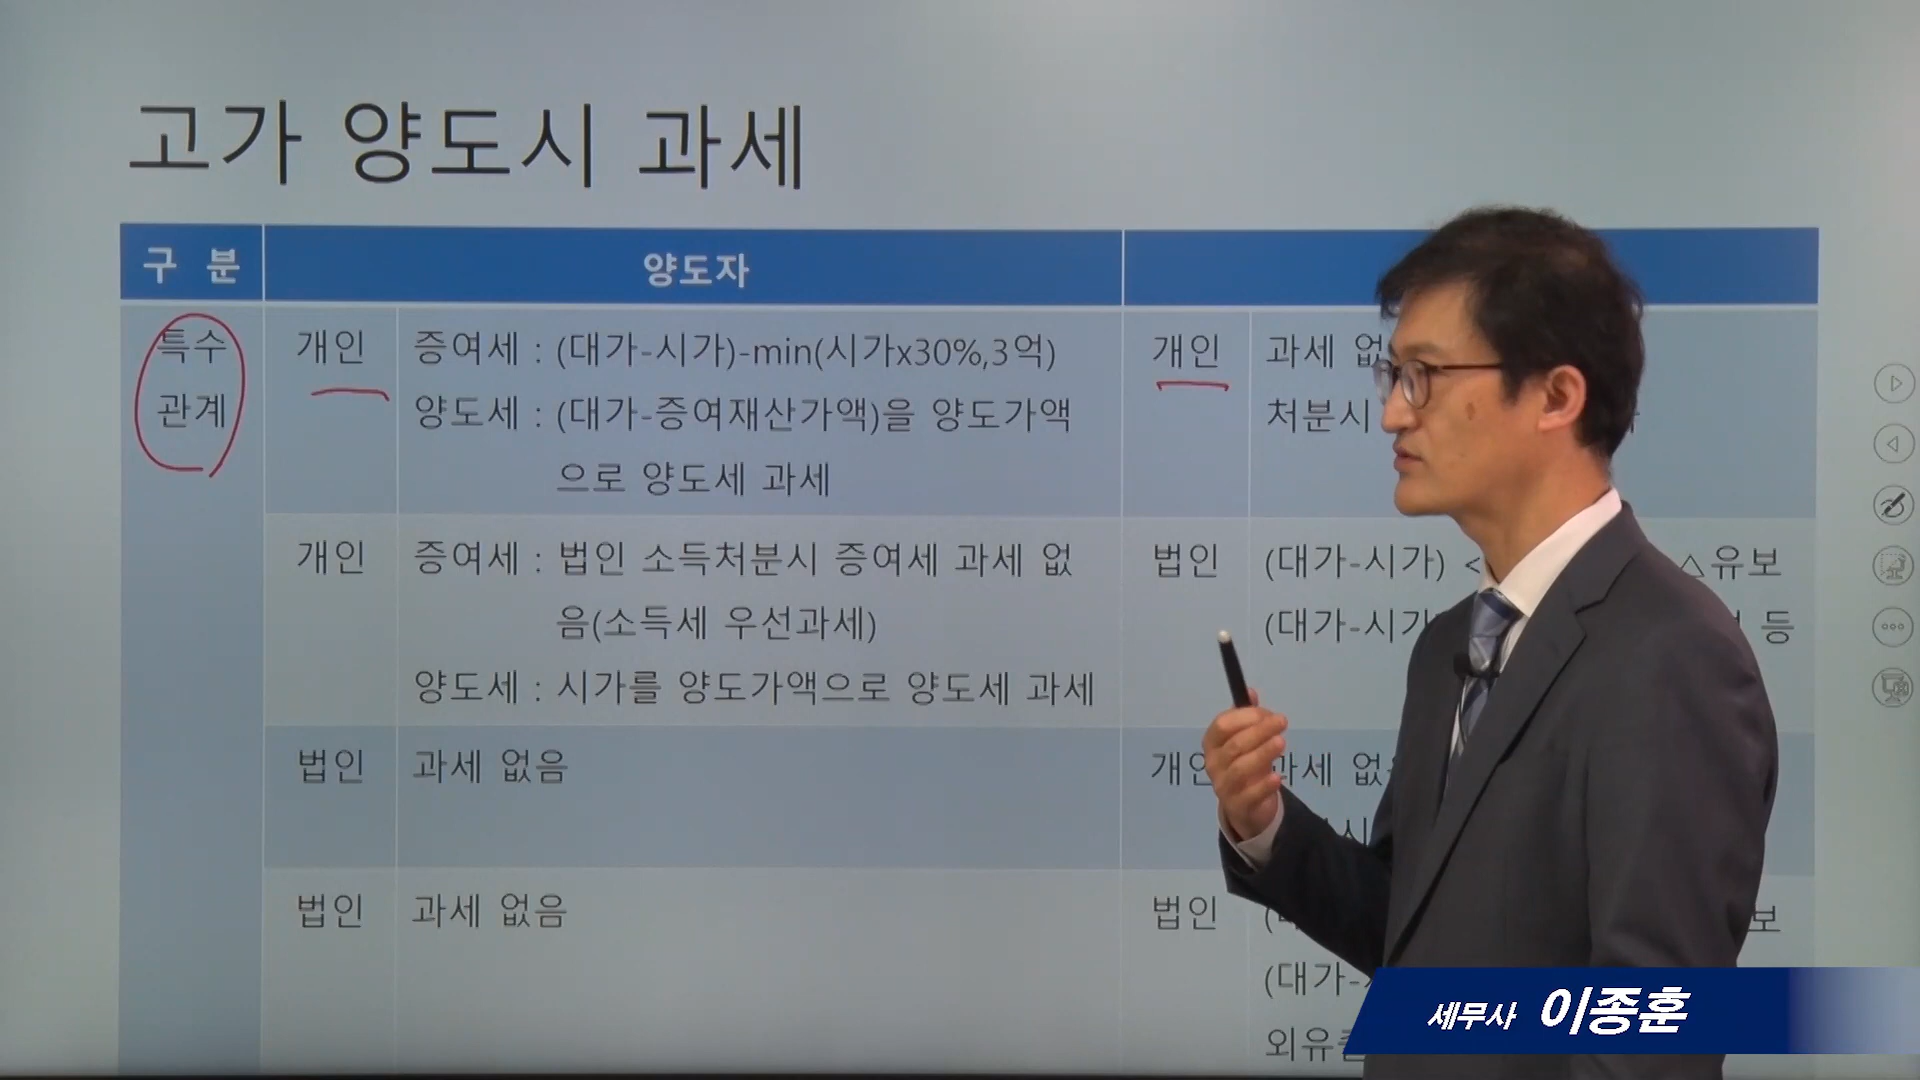 고가 양도시 과세
구 분
양도자
특수
관계
개인
증여세 : (대가-시가)-min(시가x30%,3억)
양도세 : (대가-증여재산가액)을 양도가액
으로 양도세 과세
개인
과세
처분시
개인
증여세 : 법인 소득처분시 증여세 과세 없
음(소득세 우선과세)
양도세 : 시가를 양도가액으로 양도세 과세
법인
(대가-시가) < △유보
(대가-시가 등
법인
과세 없음
개인
과세
법인
과세 없음
법인
(대가-
세무사 이종훈